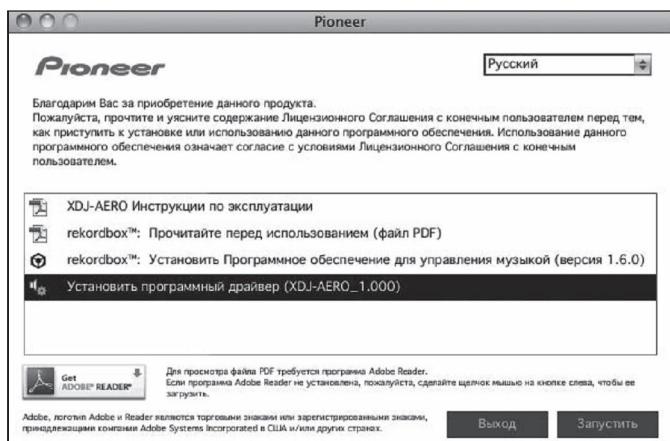 Pioneer
Pioneer
Русский
Благодарим Вас за приобретение данного продукта.
Пожалуйста, прочтите и уясните содержание Лицензионного Соглашения с конечным пользователем перед тем,
как приступить к установке или использованию данного программного обеспечения. Использование данного
программного обеспечения означает согласие с условиями Лицензионного Соглашения с конечным
пользователем.
XDJ-AERO Инструкции по эксплуатации
rekordbox™: Прочитайте перед использованием (файл PDF)
rekordbox™: Установить Программное обеспечение для управления музыкой (версия 1.6.0)
Установить программный драйвер (XDJ-AERO_1.000)
Get
ADOBE® READER®
Для просмотра файла PDF требуется программа Adobe Reader.
Если программа Adobe Reader не установлена, пожалуйста, сделайте щелчок мышью на кнопке слева, чтобы ее
загрузить.
Adobe, логотип Adobe и Reader являются торговыми знаками или зарегистрированными знаками,
принадлежащими компании Adobe Systems Incorporated в США и/или других странах.
Выход
Запустить